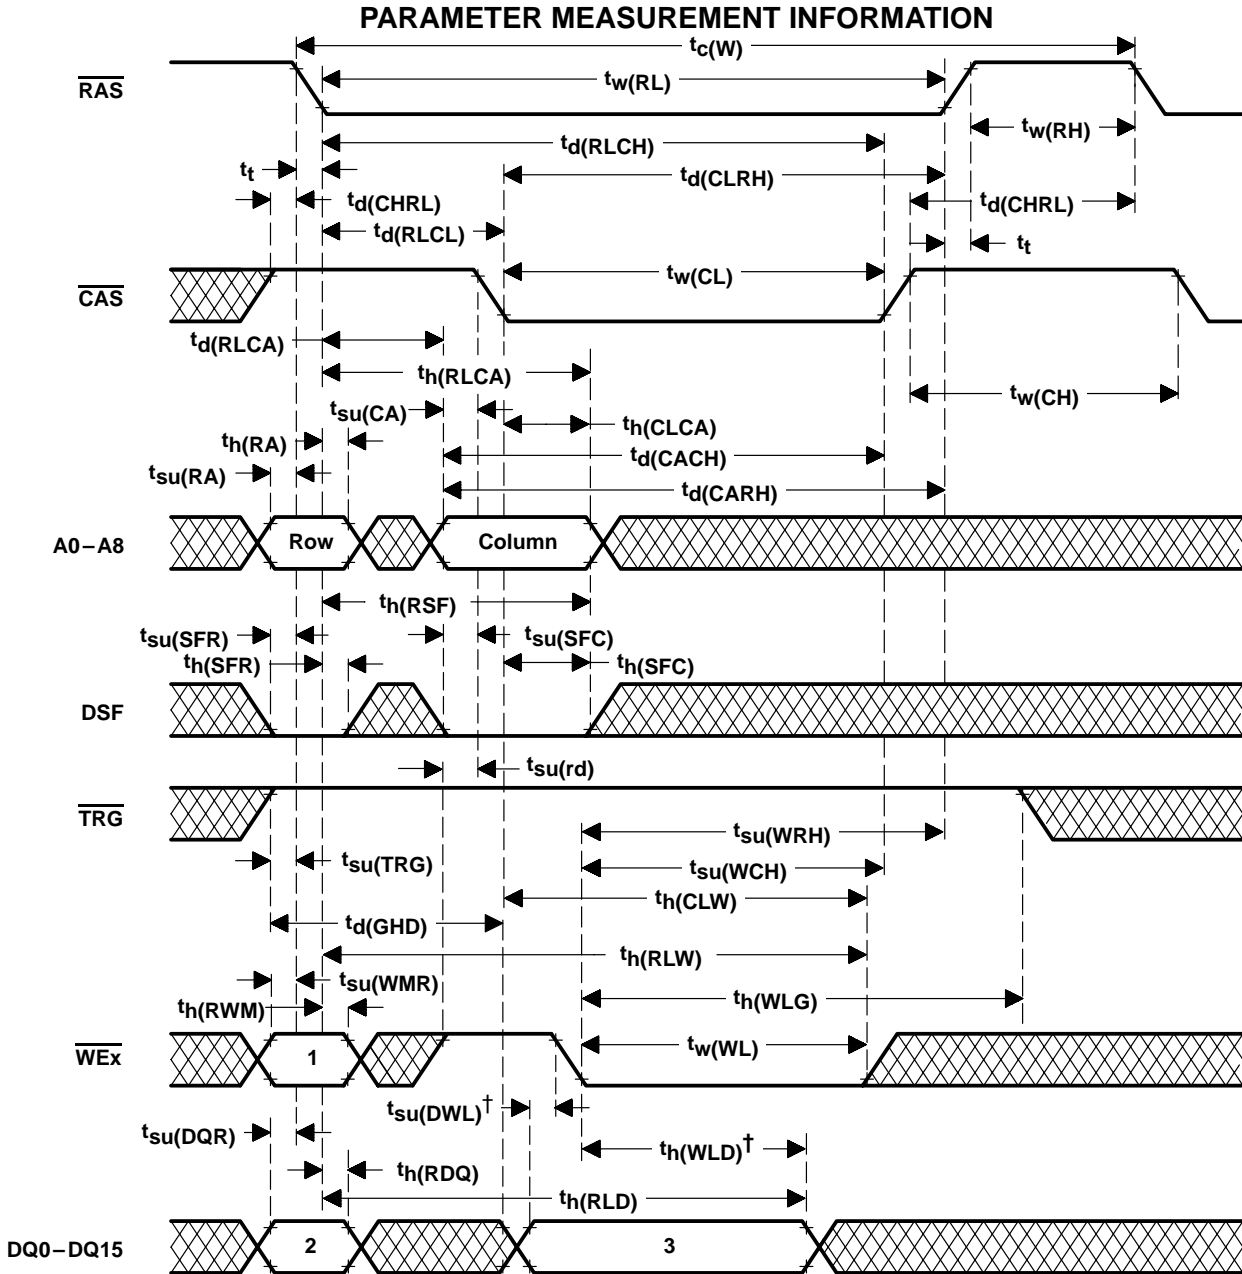 PARAMETER MEASUREMENT INFORMATION
tc(W)
RAS
tw(RL)
tw(RH)
td(RLCH)
tt
td(CLRH)
td(CHRL)
td(CHRL)
td(RLCL)
tt
CAS
tw(CL)
td(RLCA)
th(RLCA)
tw(CH)
tsu(CA)
th(CLCA)
th(RA)
td(CACH)
tsu(RA)
td(CARH)
A0–A8
Row
Column
th(RSF)
tsu(SFR)
tsu(SFC)
th(SFR)
th(SFC)
DSF
tsu(rd)
TRG
tsu(WRH)
tsu(TRG)
tsu(WCH)
th(CLW)
td(GHD)
th(RLW)
tsu(WMR)
th(RWM)
th(WLG)
WEx
1
tw(WL)
tsu(DWL)†
tsu(DQR)
th(WLD)†
th(RDQ)
th(RLD)
DQ0–DQ15
2
3